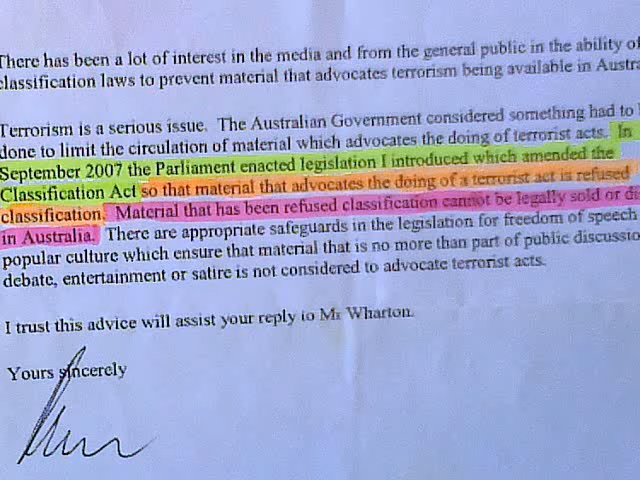 There has been a lot of interest in the media and from the general public in the ability of
classification laws to prevent material that advocates terrorism being available in Austra
Terrorism is a serious issue. The Australian Government considered something had to
done to limit the circulation of material which advocates the doing of terrorist acts. In
September 2007 the Parliament enacted legislation I introduced which amended the
Classification Act so that material that advocates the doing of a terrorist act is refused
classification. Material that has been refused classification cannot be legally sold or di
in Australia. There are appropriate safeguards in the legislation for freedom of speech
popular culture which ensure that material that is no more than part of public discussio
debate, entertainment or satire is not considered to advocate terrorist acts.
I trust this advice will assist your reply to Mr Wharton.
Yours sincerely